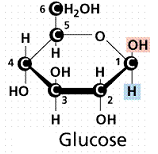 6 CH₂OH
5 C O
H H OH
4 C H C 1
HO OH H H
C C
3 2
H OH
Glucose